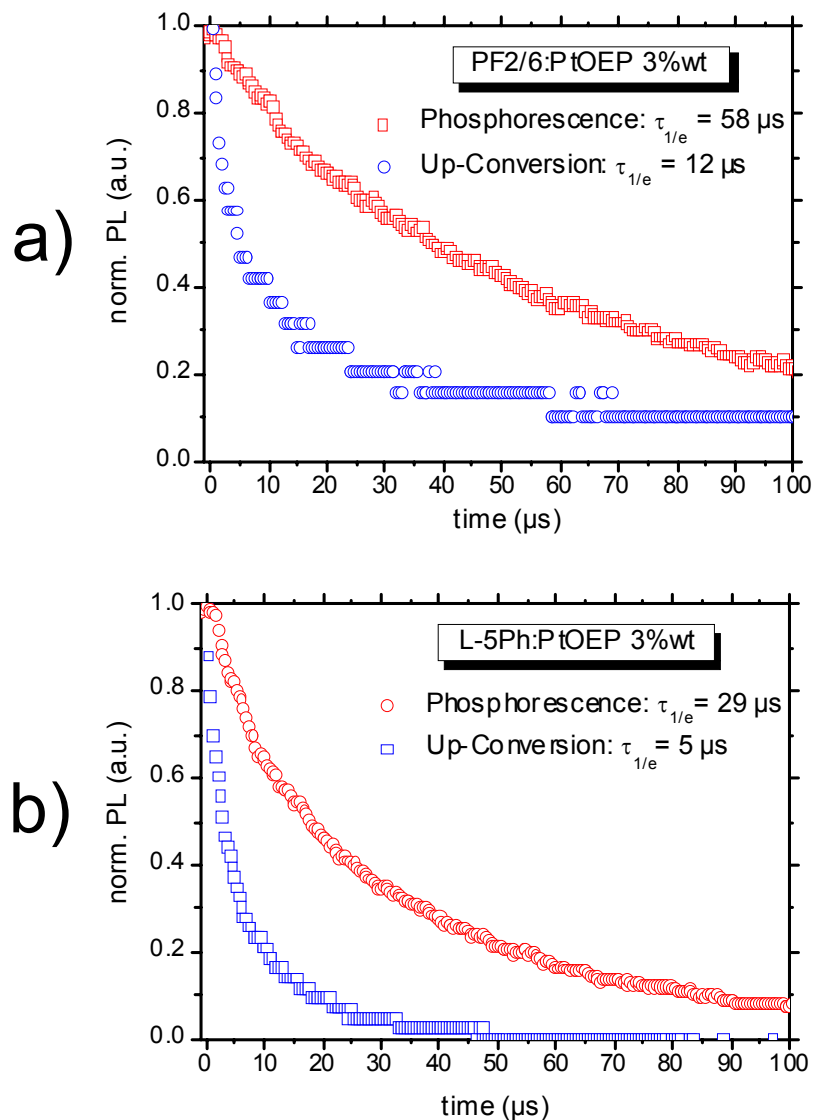 a)
PF2/6:PtOEP 3%wt
Phosphorescence: τ1/e = 58 µs
Up-Conversion: τ1/e = 12 µs
norm. PL (a.u.)
1.0
0.8
0.6
0.4
0.2
0.0
0 10 20 30 40 50 60 70 80 90 100
time (µs)
b)
L-5Ph:PtOEP 3%wt
Phosphorescence: τ1/e = 29 µs
Up-Conversion: τ1/e = 5 µs
norm. PL (a.u.)
1.0
0.8
0.6
0.4
0.2
0.0
0 10 20 30 40 50 60 70 80 90 100
time (µs)